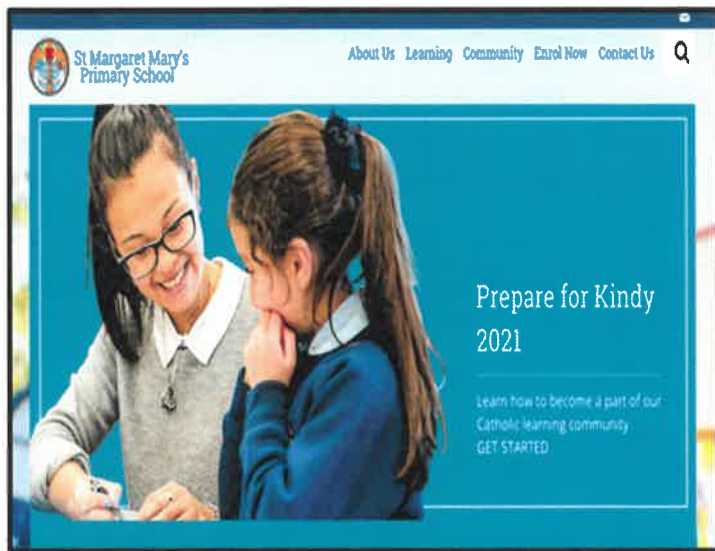 St Margaret Mary's
Primary School
About Us Learning Community Enrol Now Contact Us
Prepare for Kindy
2021
Learn how to become a part of our
Catholic learning community
GET STARTED